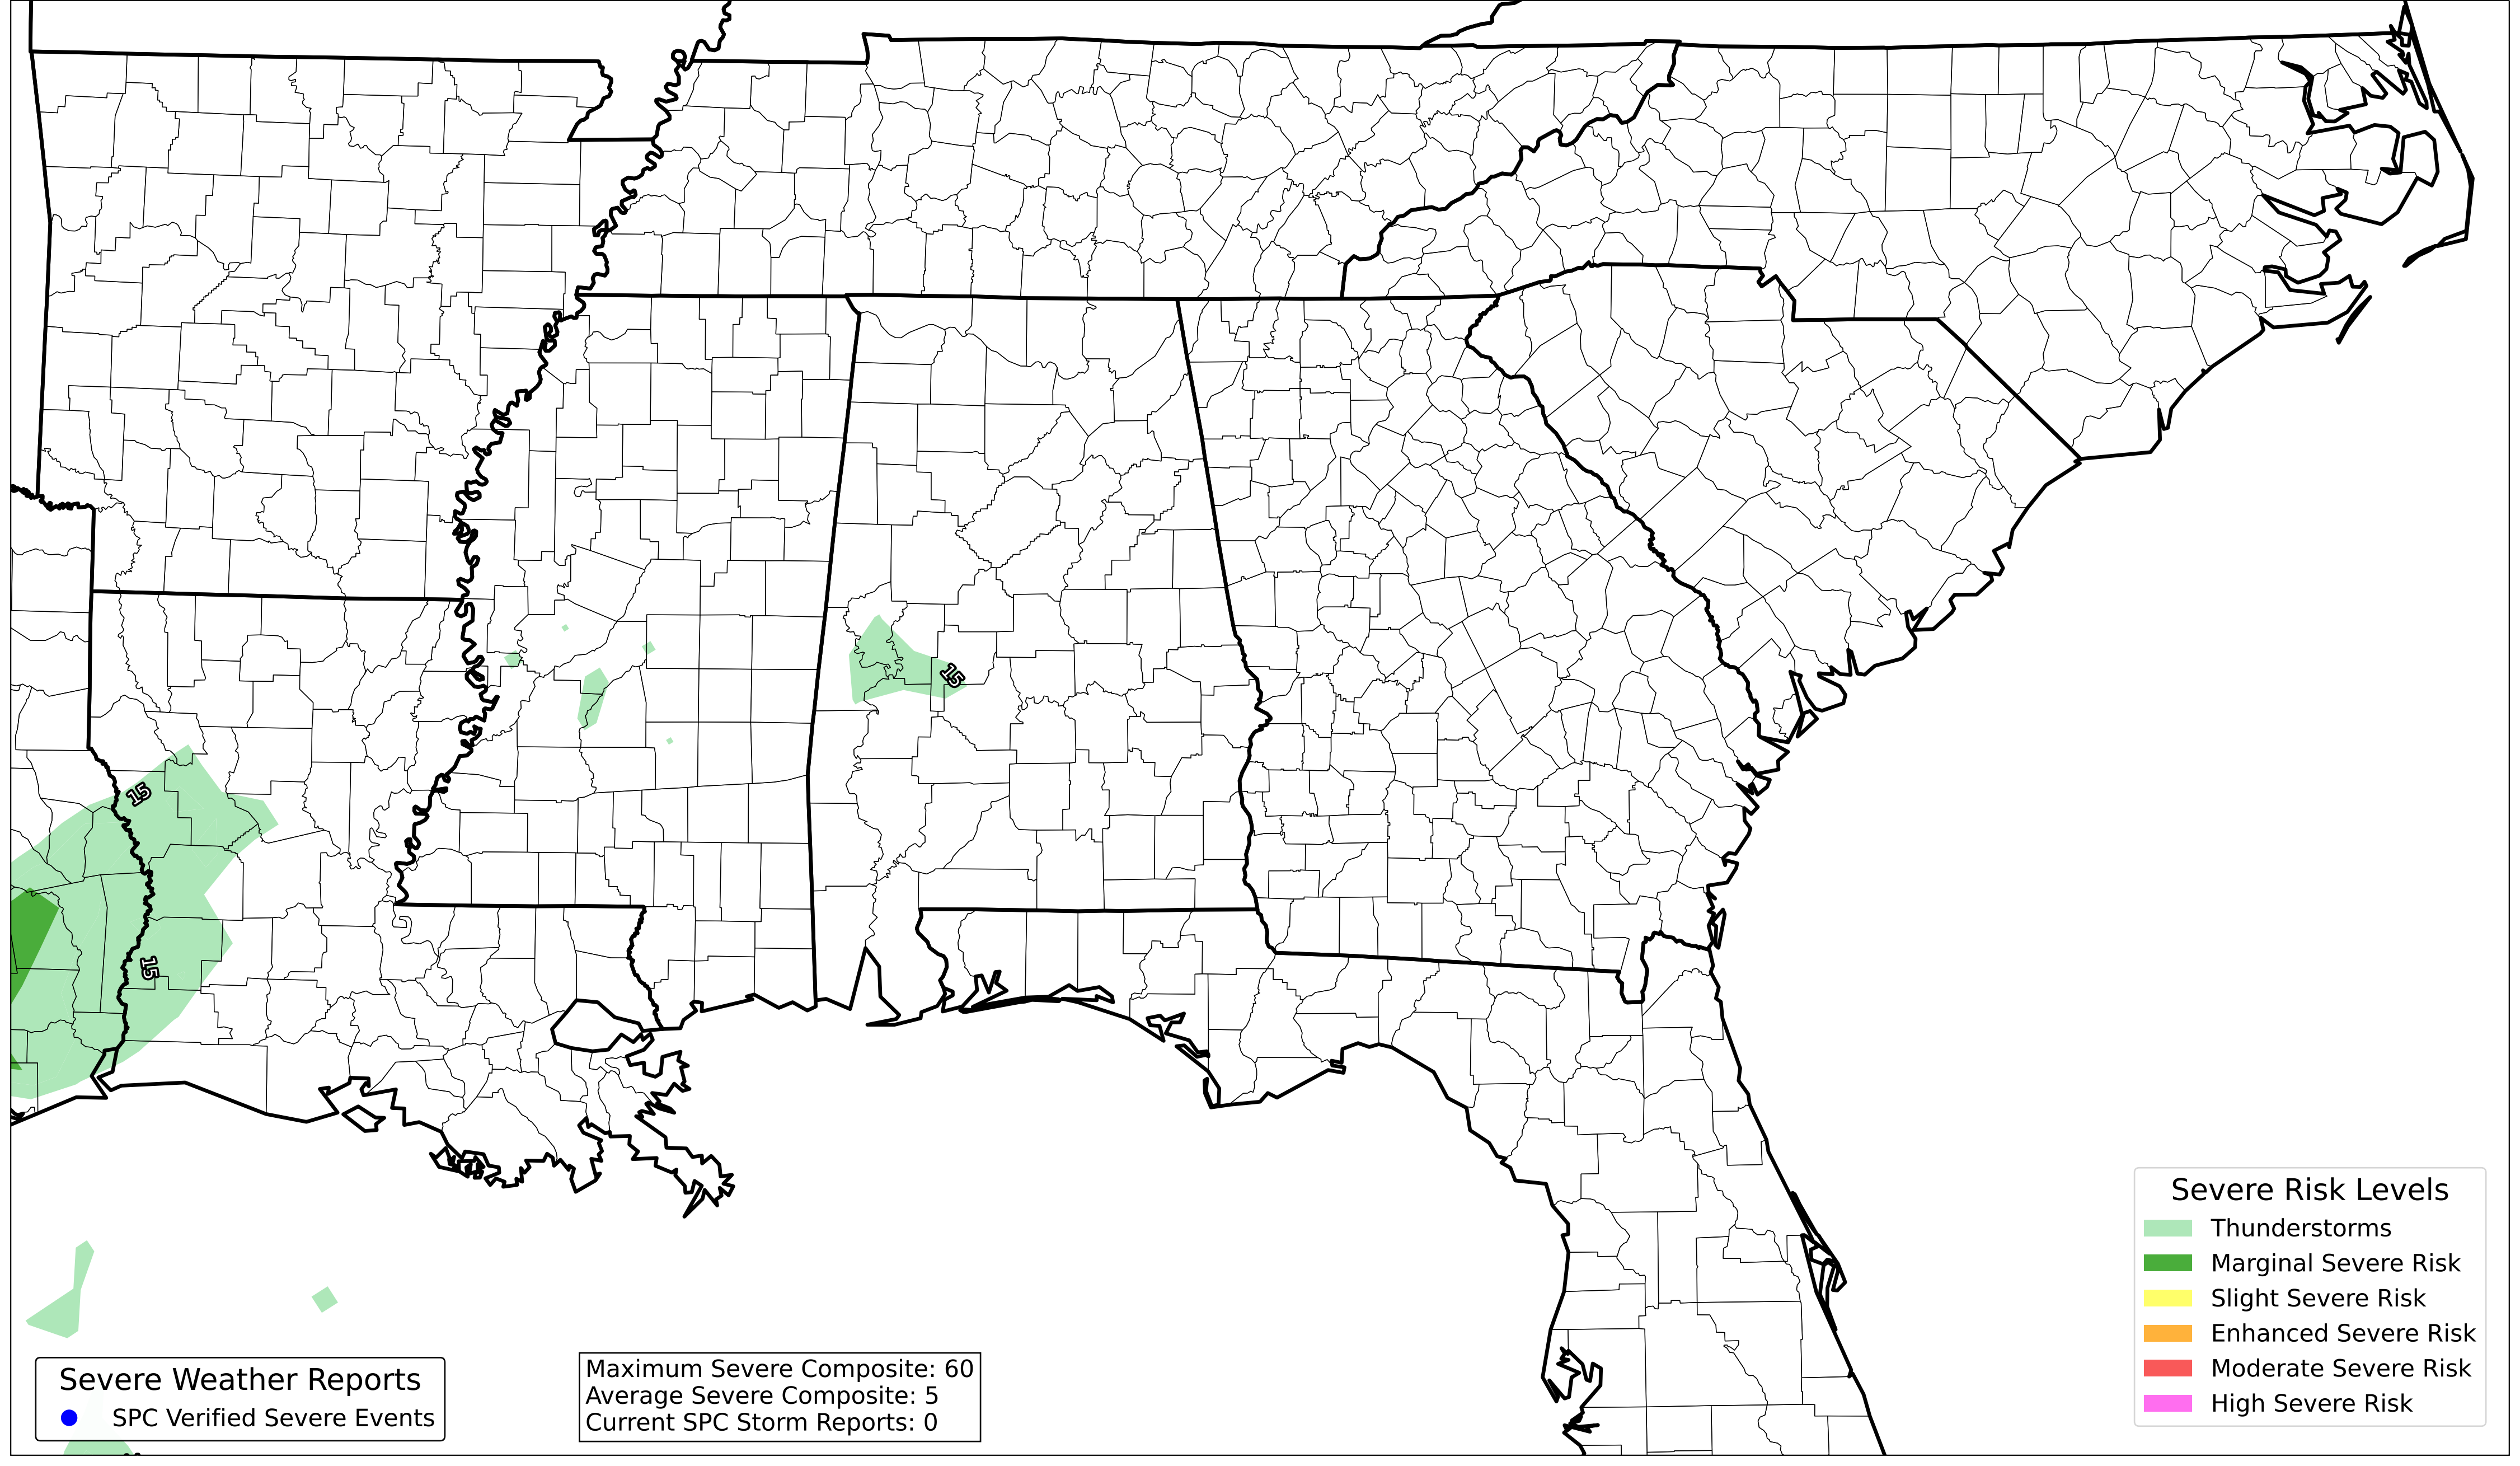 15
15
15
Severe Risk Levels
Thunderstorms
Marginal Severe Risk
Slight Severe Risk
Enhanced Severe Risk
Moderate Severe Risk
High Severe Risk
Severe Weather Reports
SPC Verified Severe Events
Maximum Severe Composite: 60
Average Severe Composite: 5
Current SPC Storm Reports: 0